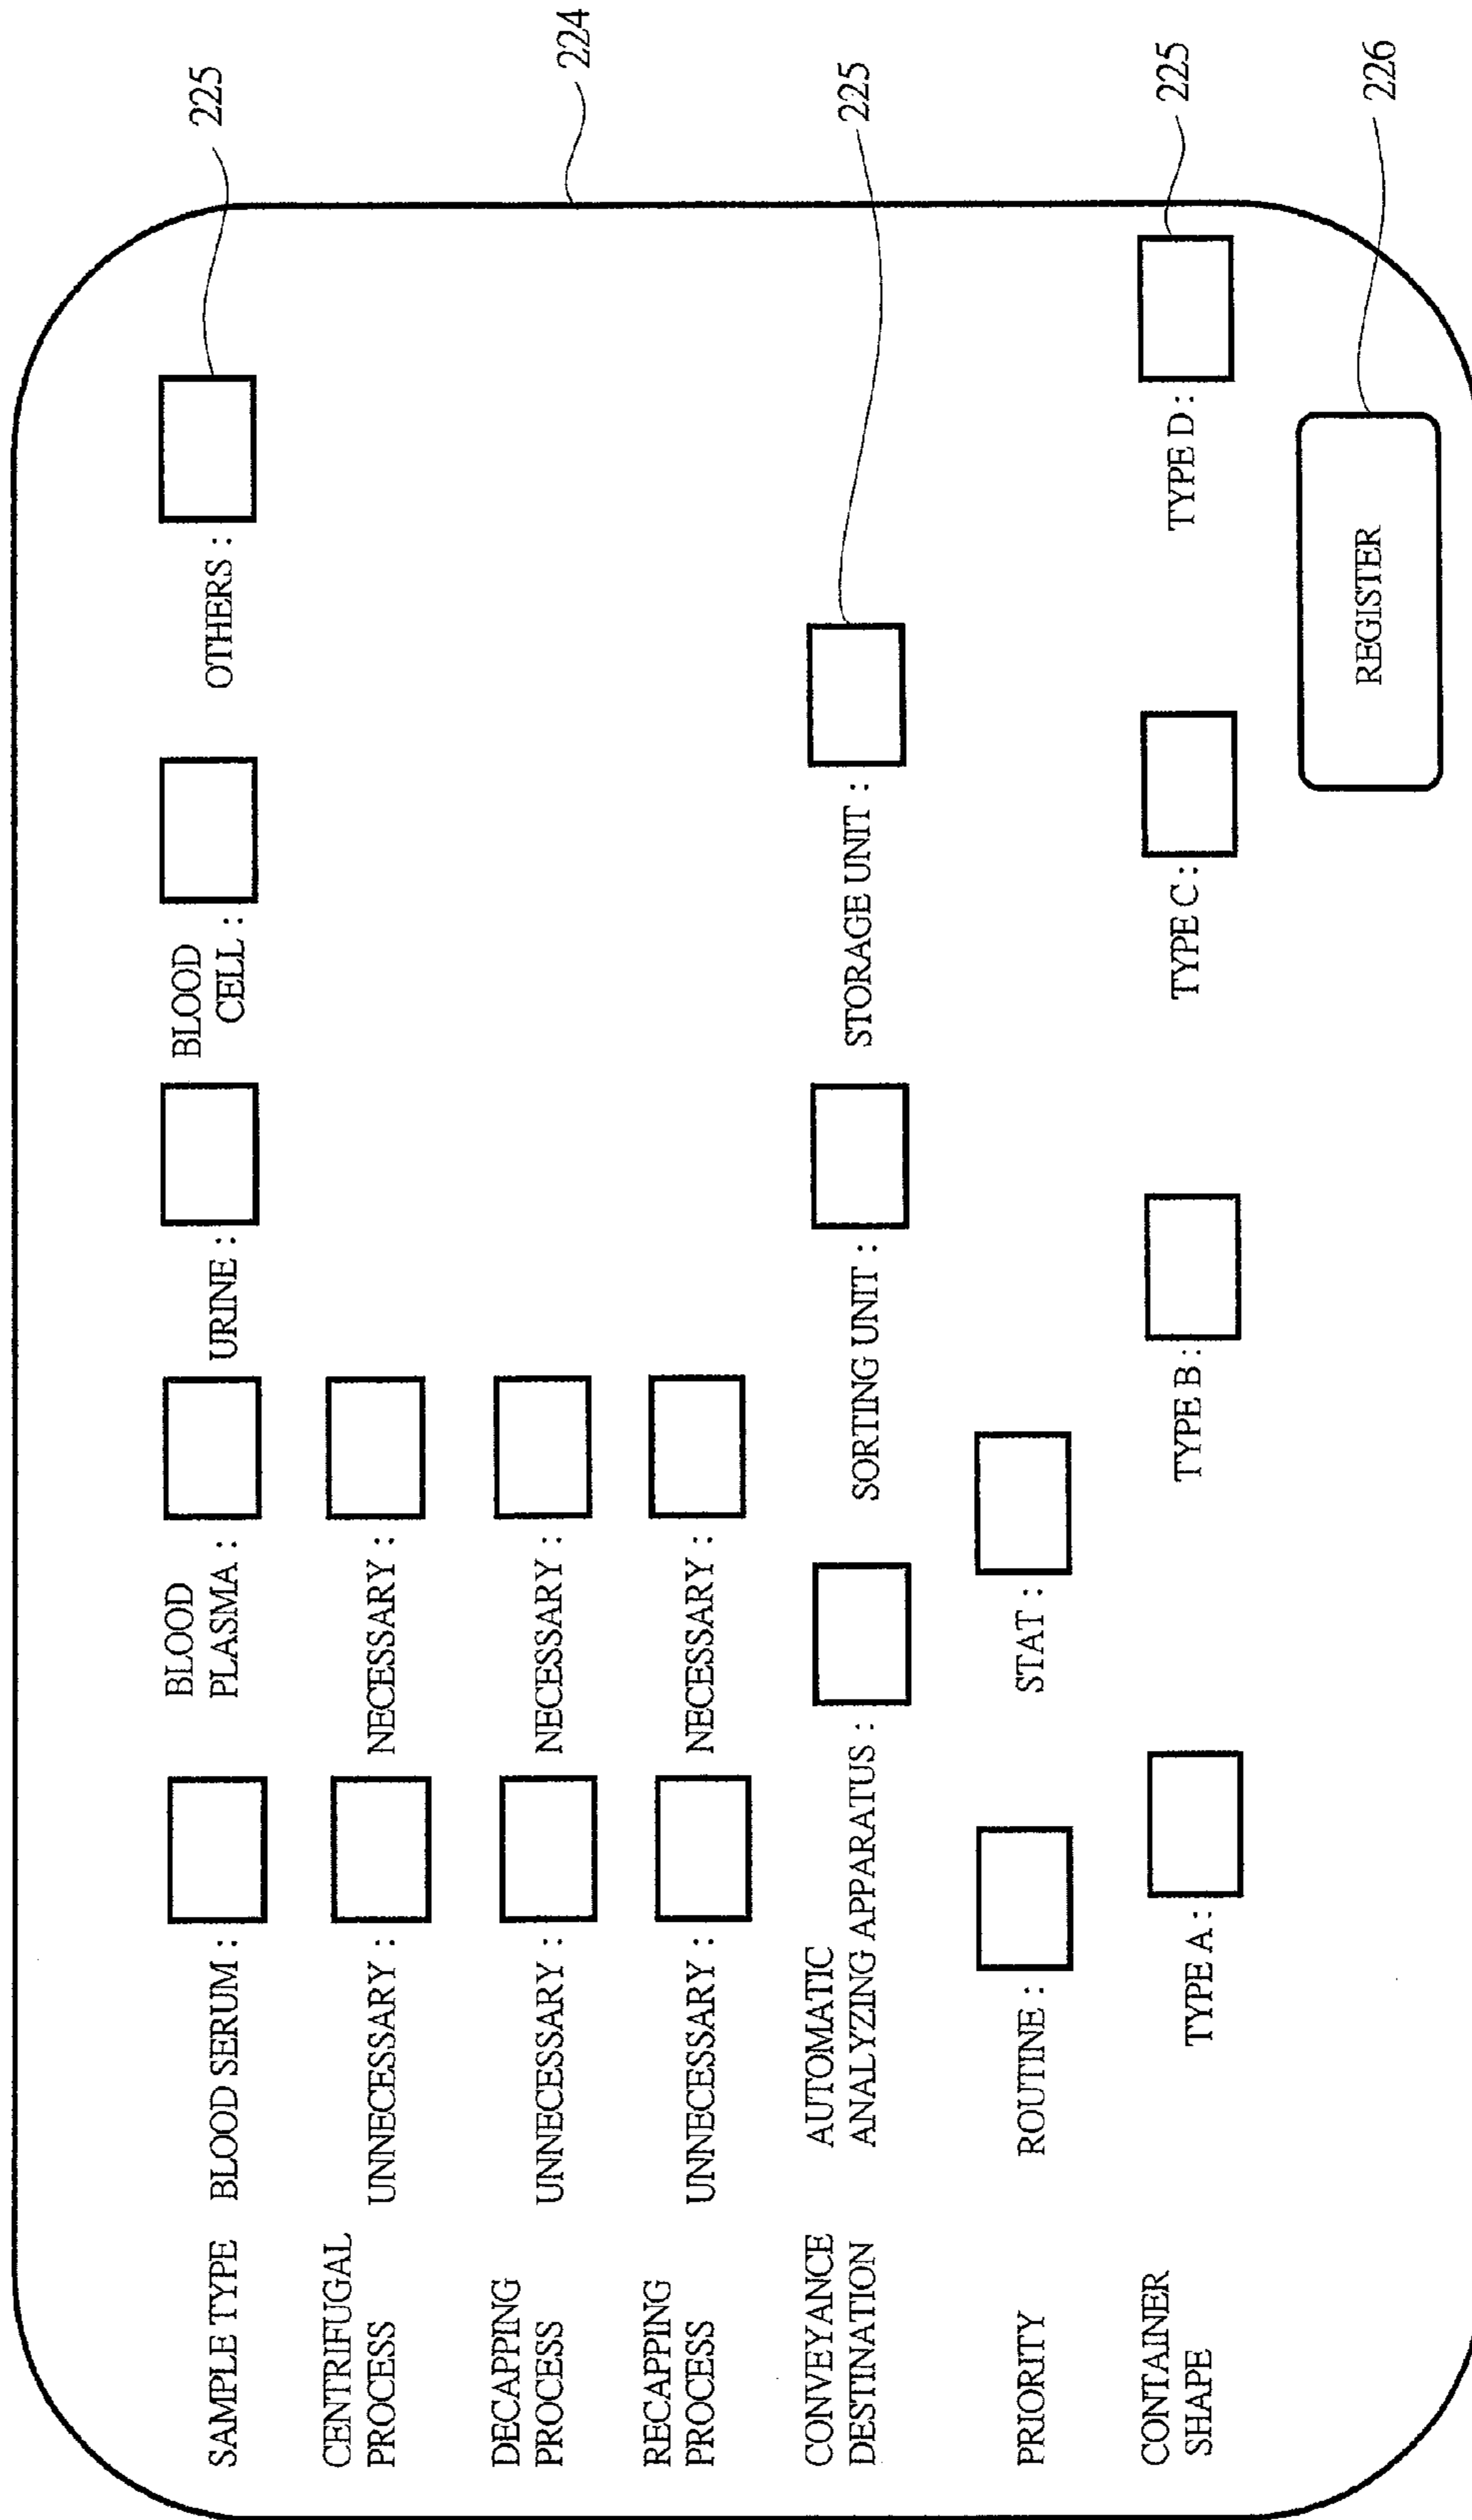 SAMPLE TYPE BLOOD SERUM : BLOOD PLASMA : URINE : BLOOD CELL : OTHERS : 225
CENTRIFUGAL PROCESS UNNECESSARY : NECESSARY :
224
DECAPPING PROCESS UNNECESSARY : NECESSARY :
RECAPPING PROCESS UNNECESSARY : NECESSARY :
CONVEYANCE DESTINATION AUTOMATIC ANALYZING APPARATUS : SORTING UNIT : STORAGE UNIT : 225
PRIORITY ROUTINE : STAT :
CONTAINER SHAPE TYPE A : TYPE B : TYPE C : TYPE D : 225
REGISTER 226